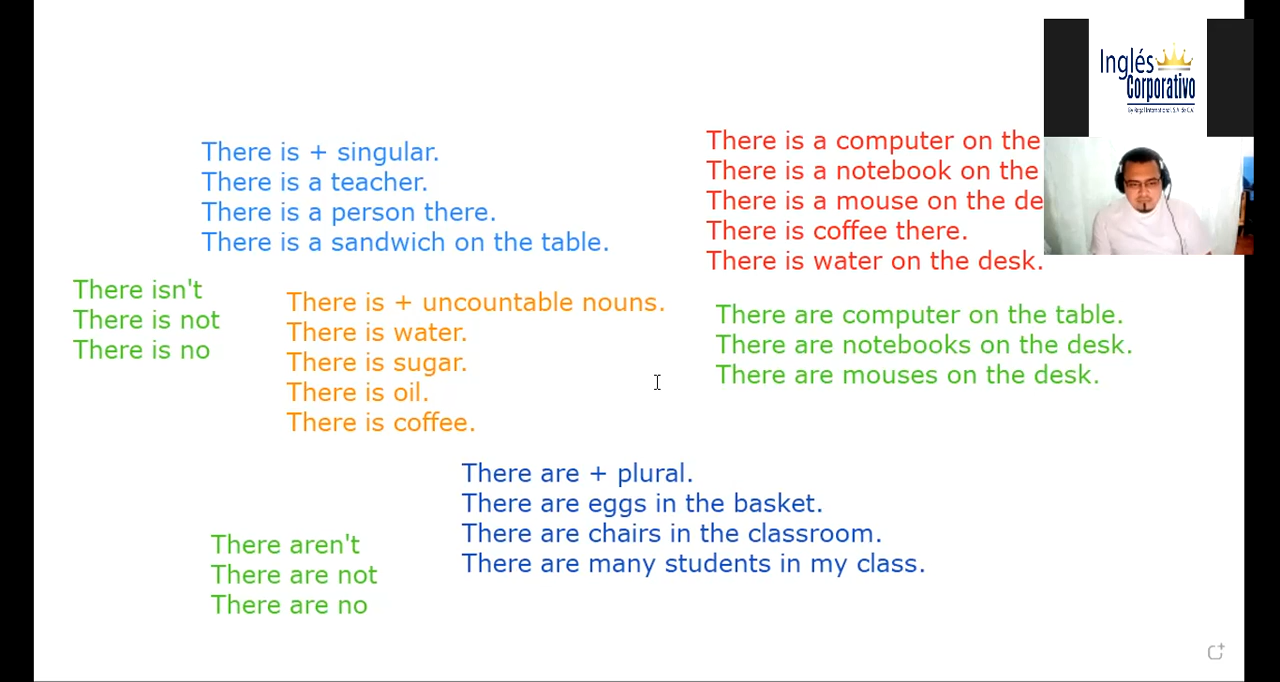 Inglés
Corporativo
By Regal International, S.A. de C.V.
There is + singular.
There is a teacher.
There is a person there.
There is a sandwich on the table.
There is a computer on the
There is a notebook on the
There is a mouse on the de
There is coffee there.
There is water on the desk.
There isn't
There is not
There is no
There is + uncountable nouns.
There is water.
There is sugar.
There is oil.
There is coffee.
There are computer on the table.
There are notebooks on the desk.
There are mouses on the desk.
There are + plural.
There are eggs in the basket.
There are chairs in the classroom.
There are many students in my class.
There aren't
There are not
There are no